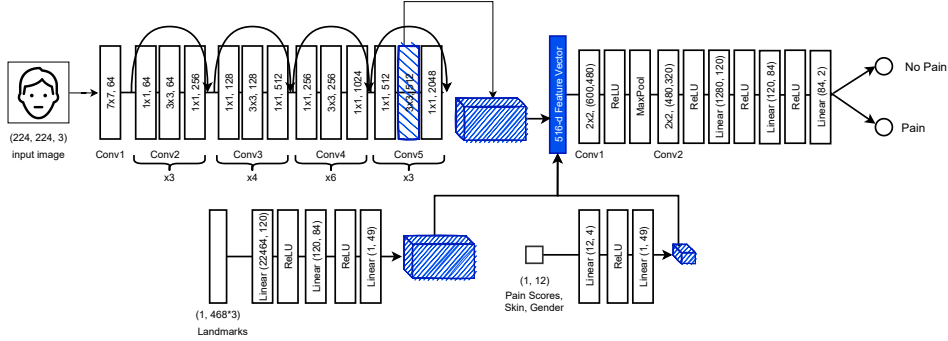 (224, 224, 3)
input image
7x7, 64
Conv1
1x1, 64
3x3, 64
1x1, 256
Conv2
x3
1x1, 128
3x3, 128
1x1, 512
Conv3
x4
1x1, 256
3x3, 256
1x1, 1024
Conv4
x6
1x1, 512
3x3, 512
1x1, 2048
Conv5
x3
516-d Feature Vector
2x2, (600,480)
Conv1
ReLU
MaxPool
2x2, (480,320)
Conv2
ReLU
Linear (1280, 120)
ReLU
Linear (120, 84)
ReLU
Linear (84, 2)
No Pain
Pain
(1, 468*3)
Landmarks
Linear (22464, 120)
ReLU
Linear (120, 84)
ReLU
Linear (1, 49)
(1, 12)
Pain Scores,
Skin, Gender
Linear (12, 4)
ReLU
Linear (1, 49)